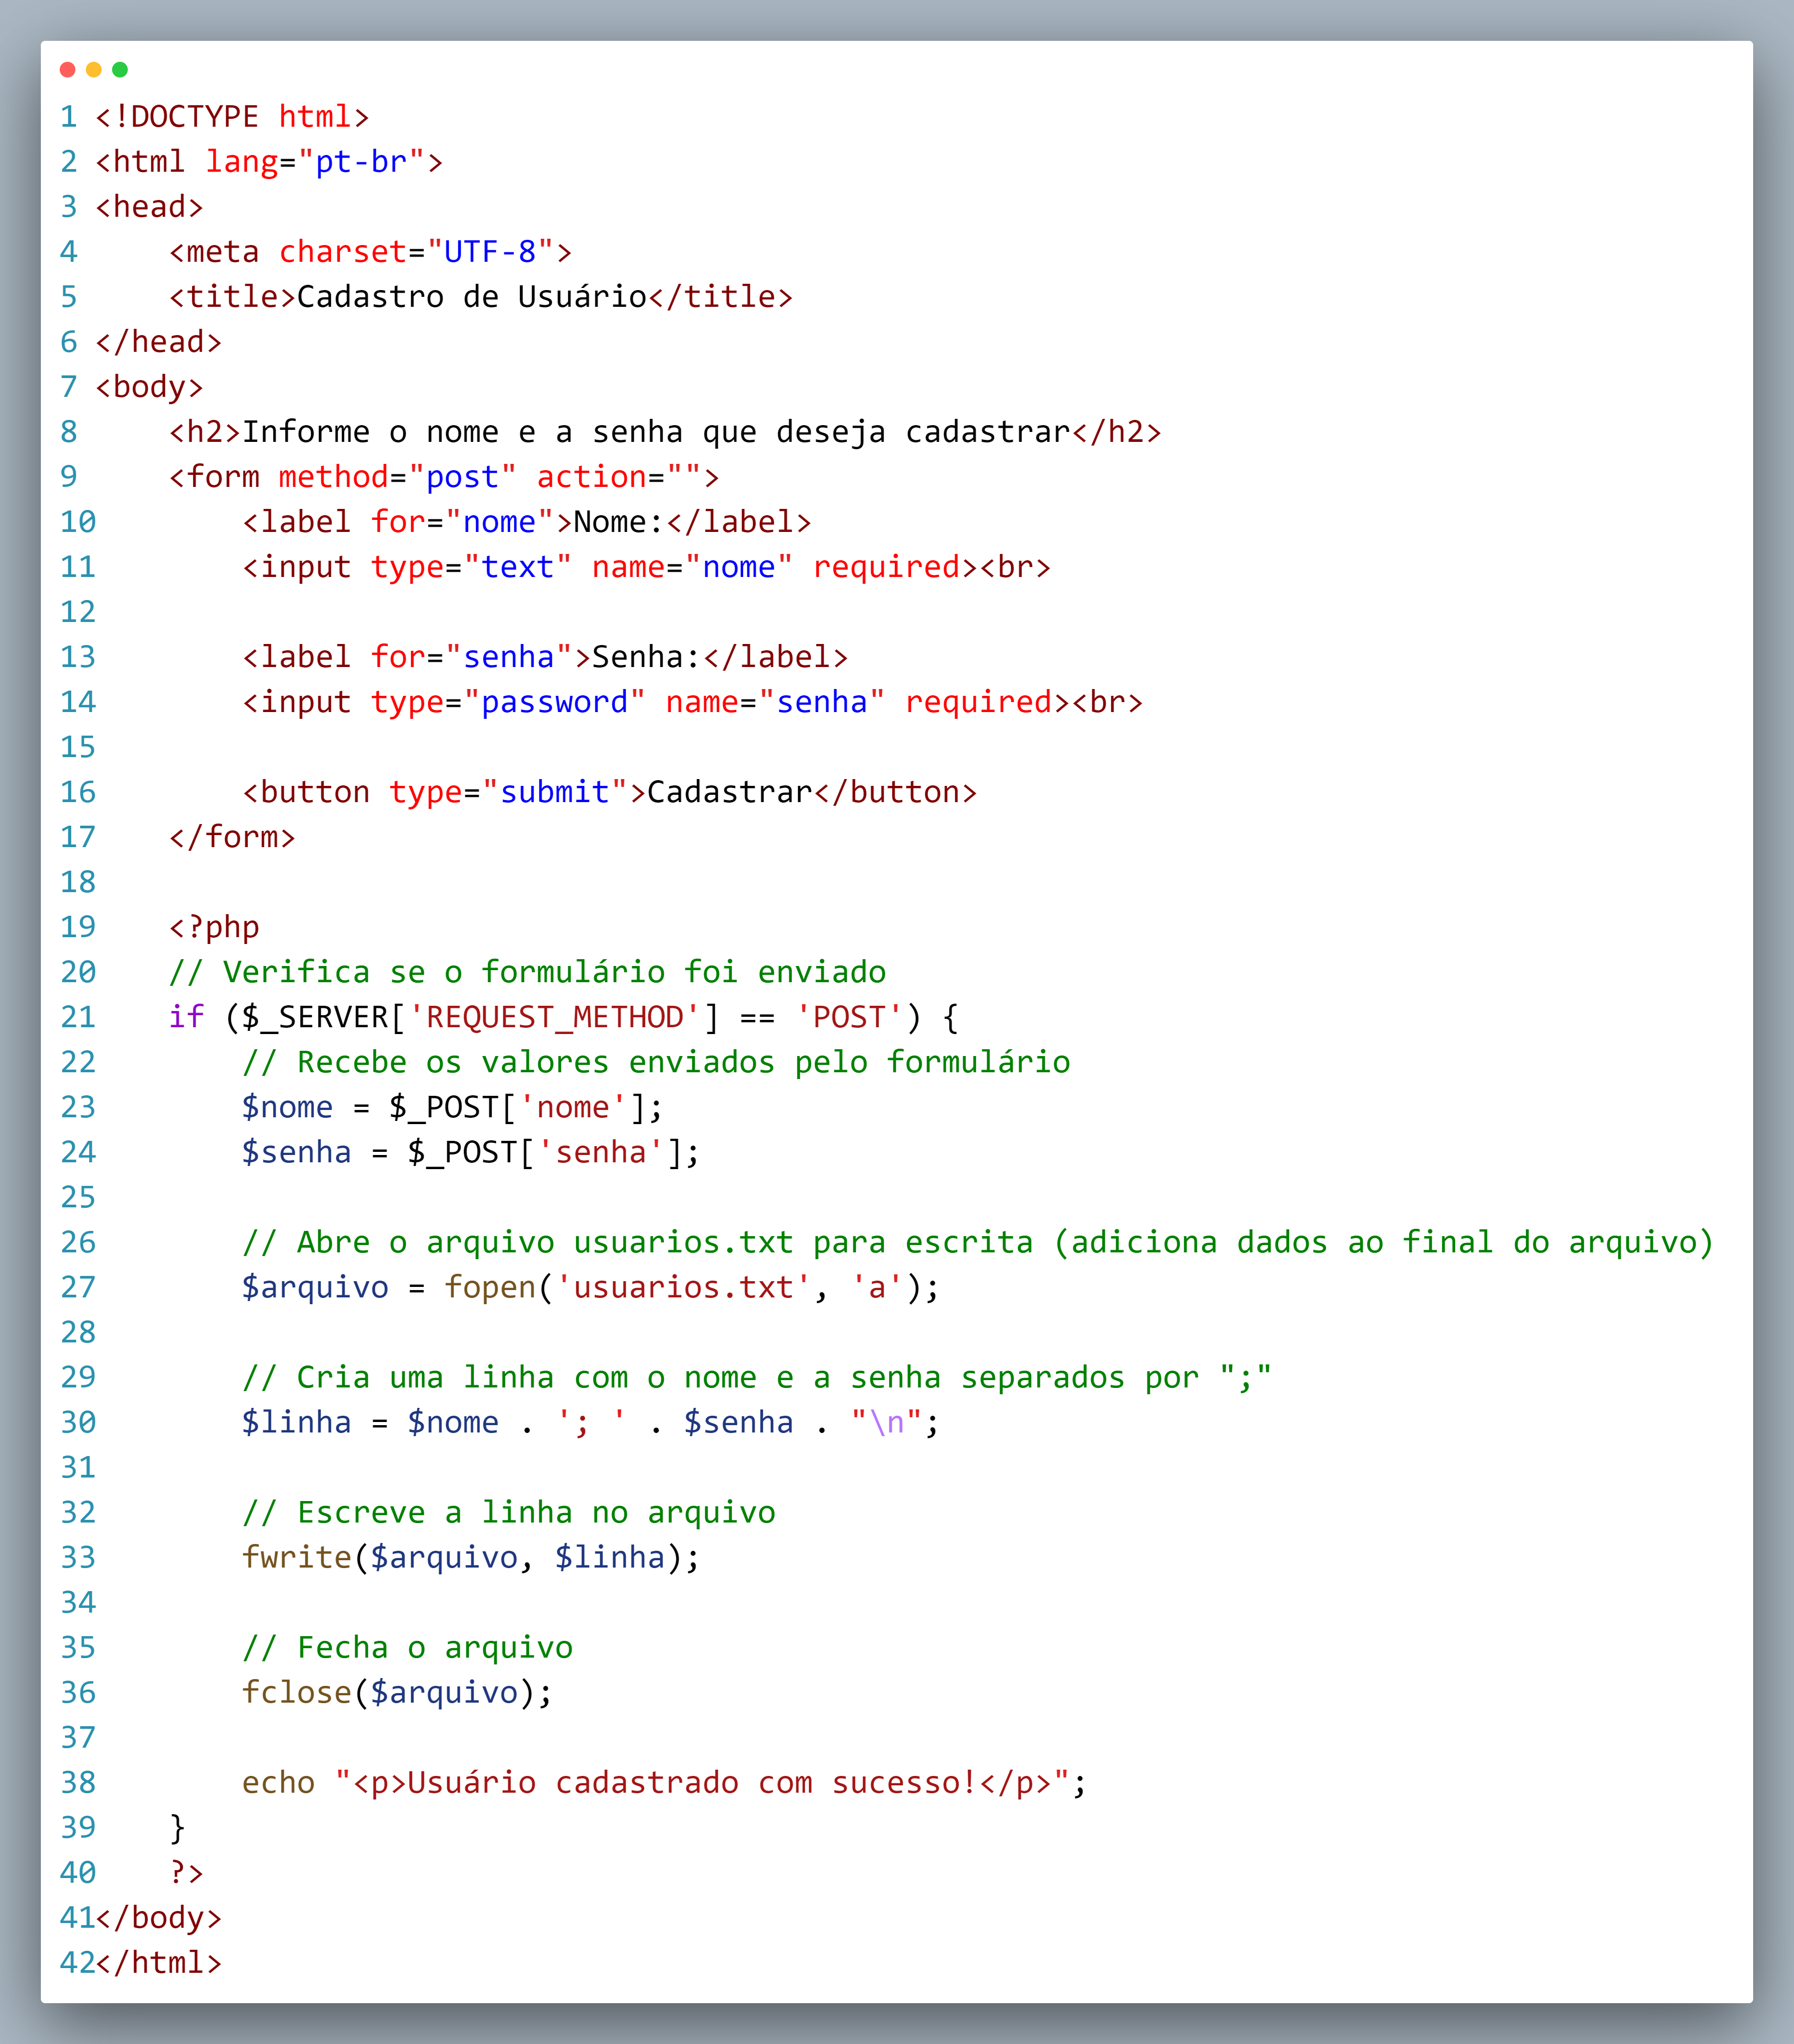 1 <!DOCTYPE html>
2 <html lang="pt-br">
3 <head>
4     <meta charset="UTF-8">
5     <title>Cadastro de Usuário</title>
6 </head>
7 <body>
8     <h2>Informe o nome e a senha que deseja cadastrar</h2>
9     <form method="post" action="">
10        <label for="nome">Nome:</label>
11        <input type="text" name="nome" required><br>
12
13        <label for="senha">Senha:</label>
14        <input type="password" name="senha" required><br>
15
16        <button type="submit">Cadastrar</button>
17    </form>
18
19    <?php
20    // Verifica se o formulário foi enviado
21    if ($_SERVER['REQUEST_METHOD'] == 'POST') {
22        // Recebe os valores enviados pelo formulário
23        $nome = $_POST['nome'];
24        $senha = $_POST['senha'];
25
26        // Abre o arquivo usuarios.txt para escrita (adiciona dados ao final do arquivo)
27        $arquivo = fopen('usuarios.txt', 'a');
28
29        // Cria uma linha com o nome e a senha separados por ";"
30        $linha = $nome . '; ' . $senha . "\n";
31
32        // Escreve a linha no arquivo
33        fwrite($arquivo, $linha);
34
35        // Fecha o arquivo
36        fclose($arquivo);
37
38        echo "<p>Usuário cadastrado com sucesso!</p>";
39    }
40    ?>
41</body>
42</html>